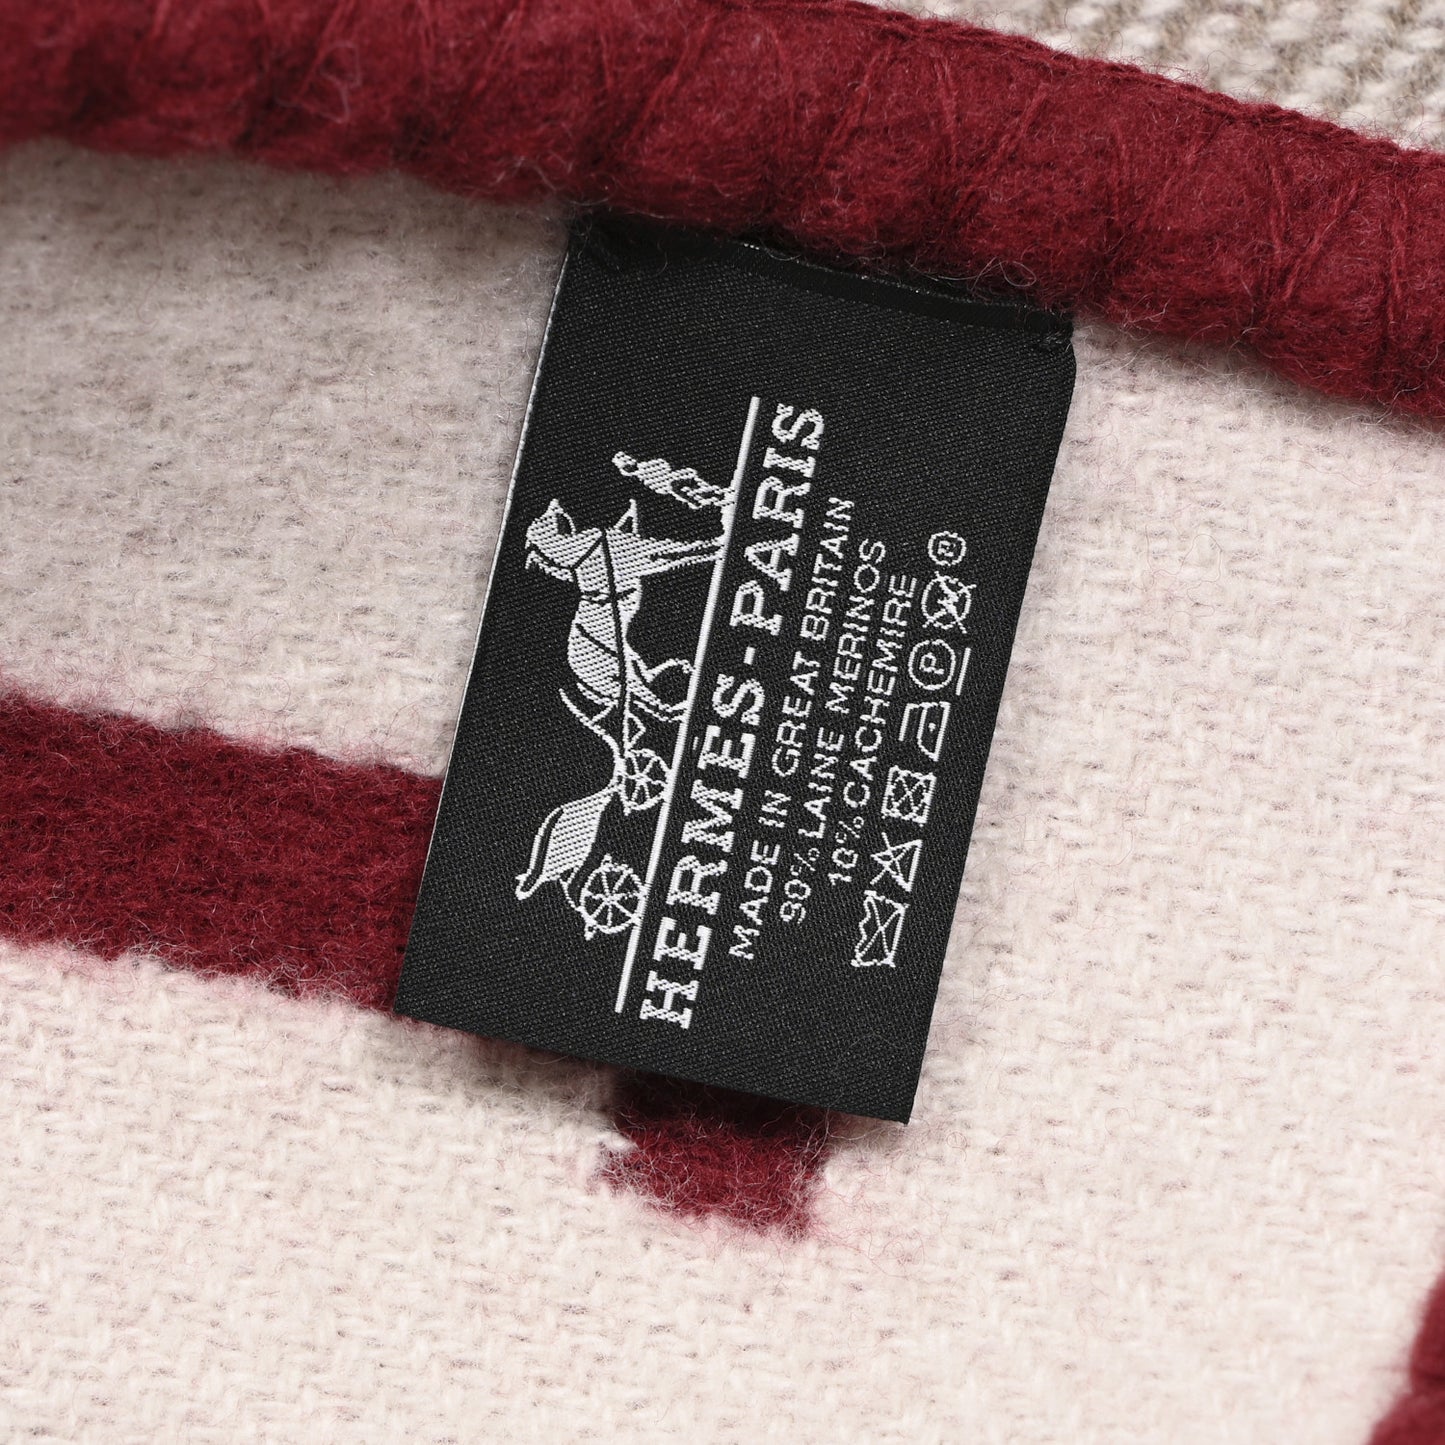 HERMÈS-PARIS
MADE IN GREAT BRITAIN
90% LAINE MERINOS
10% CACHEMIRE
P